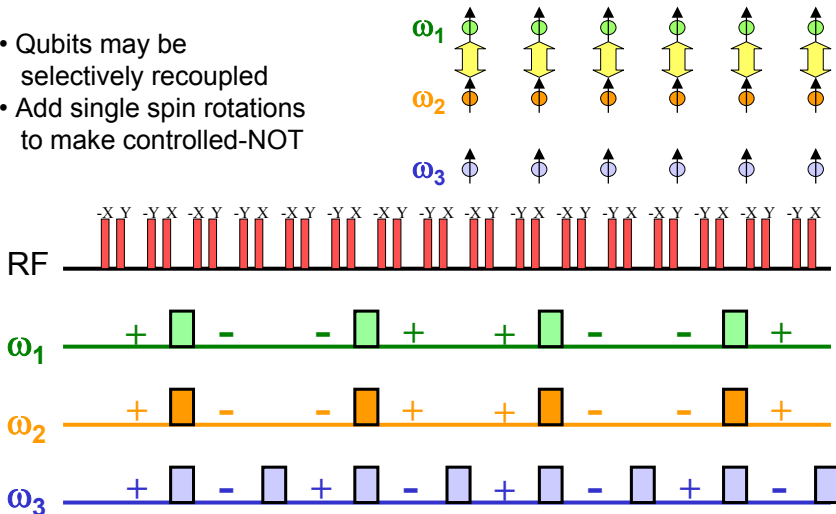 • Qubits may be
selectively recoupled
• Add single spin rotations
to make controlled-NOT
ω1
ω2
ω3
-X Y -Y X -X Y -Y X -X Y -Y X -X Y -Y X -X Y -Y X -X Y -Y X -X Y -Y X -X Y -Y X
RF
ω1 + - - + + - - +
ω2 + - - + + - - +
ω3 + - + - + - + -